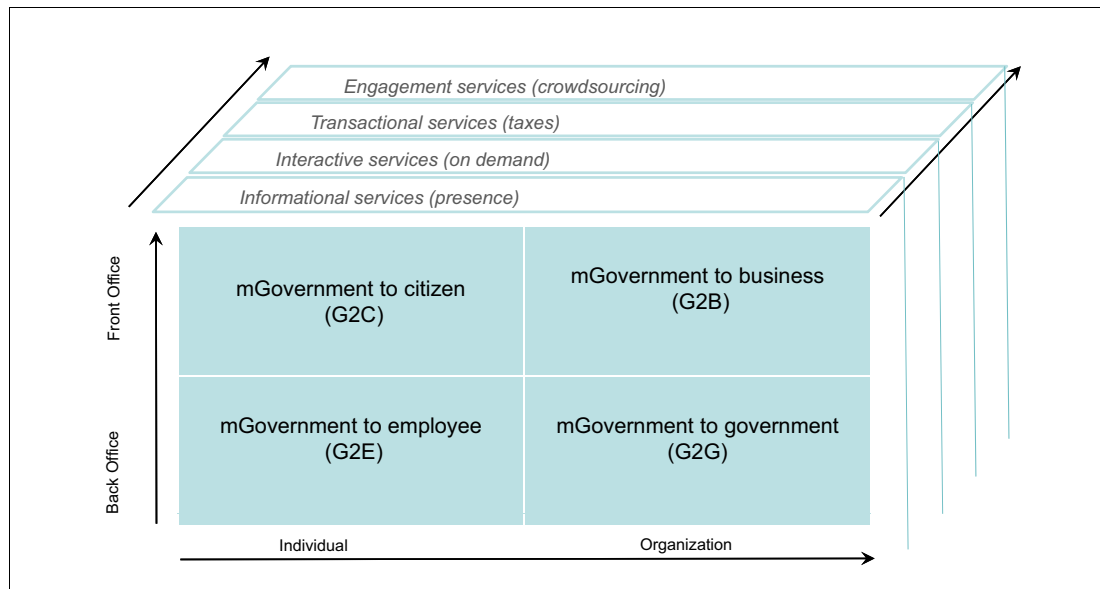 Engagement services (crowdsourcing)
Transactional services (taxes)
Interactive services (on demand)
Informational services (presence)
Front Office
mGovernment to citizen
(G2C)
mGovernment to business
(G2B)
Back Office
mGovernment to employee
(G2E)
mGovernment to government
(G2G)
Individual
Organization